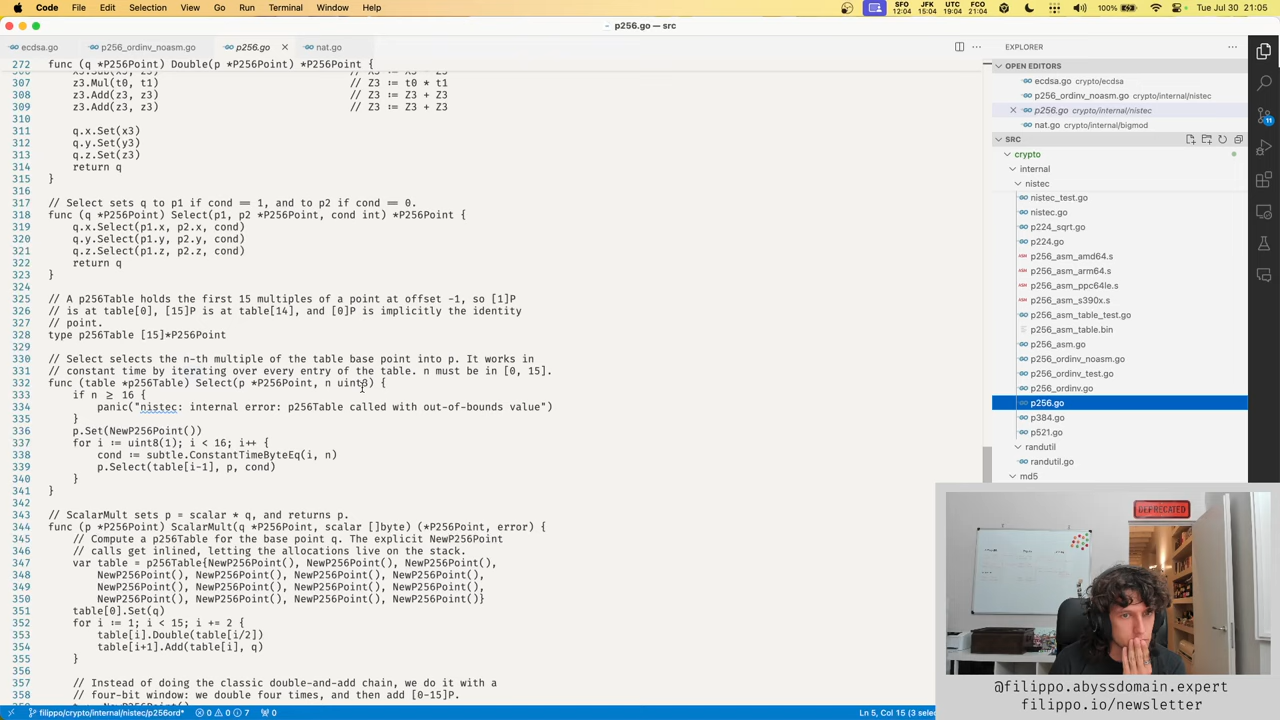 Code File Edit Selection View Go Run Terminal Window Help
SFO 12:04 JFK 15:04 UTC 19:04 FCO 21:04 100% Tue Jul 30 21:05
p256.go — src
ecdsa.go p256_ordinv_noasm.go p256.go nat.go
272 func (q *P256Point) Double(p *P256Point) *P256Point {
307 z3.Mul(t0, t1) // Z3 := t0 * t1
308 z3.Add(z3, z3) // Z3 := Z3 + Z3
309 z3.Add(z3, z3) // Z3 := Z3 + Z3
310
311 q.x.Set(x3)
312 q.y.Set(y3)
313 q.z.Set(z3)
314 return q
315 }
316
317 // Select sets q to p1 if cond == 1, and to p2 if cond == 0.
318 func (q *P256Point) Select(p1, p2 *P256Point, cond int) *P256Point {
319 q.x.Select(p1.x, p2.x, cond)
320 q.y.Select(p1.y, p2.y, cond)
321 q.z.Select(p1.z, p2.z, cond)
322 return q
323 }
324
325 // A p256Table holds the first 15 multiples of a point at offset -1, so [1]P
326 // is at table[0], [15]P is at table[14], and [0]P is implicitly the identity
327 // point.
328 type p256Table [15]*P256Point
329
330 // Select selects the n-th multiple of the table base point into p. It works in
331 // constant time by iterating over every entry of the table. n must be in [0, 15].
332 func (table *p256Table) Select(p *P256Point, n uint8) {
333 if n ≥ 16 {
334 panic("nistec: internal error: p256Table called with out-of-bounds value")
335 }
336 p.Set(NewP256Point())
337 for i := uint8(1); i < 16; i++ {
338 cond := subtle.ConstantTimeByteEq(i, n)
339 p.Select(table[i-1], p, cond)
340 }
341 }
342
343 // ScalarMult sets p = scalar * q, and returns p.
344 func (p *P256Point) ScalarMult(q *P256Point, scalar []byte) (*P256Point, error) {
345 // Compute a p256Table for the base point q. The explicit NewP256Point
346 // calls get inlined, letting the allocations live on the stack.
347 var table = p256Table{NewP256Point(), NewP256Point(), NewP256Point(),
348 NewP256Point(), NewP256Point(), NewP256Point(), NewP256Point(),
349 NewP256Point(), NewP256Point(), NewP256Point(), NewP256Point(),
350 NewP256Point(), NewP256Point(), NewP256Point(), NewP256Point()}
351 table[0].Set(q)
352 for i := 1; i < 15; i += 2 {
353 table[i].Double(table[i/2])
354 table[i+1].Add(table[i], q)
355 }
356
357 // Instead of doing the classic double-and-add chain, we do it with a
358 // four-bit window: we double four times, and then add [0-15]P.
EXPLORER
OPEN EDITORS
ecdsa.go crypto/ecdsa
p256_ordinv_noasm.go crypto/internal/nistec
p256.go crypto/internal/nistec
nat.go crypto/internal/bigmod
SRC
crypto
internal
nistec
nistec_test.go
nistec.go
p224_sqrt.go
p224.go
p256_asm_amd64.s
p256_asm_arm64.s
p256_asm_ppc64le.s
p256_asm_s390x.s
p256_asm_table_test.go
p256_asm_table.bin
p256_asm.go
p256_ordinv_noasm.go
p256_ordinv_test.go
p256_ordinv.go
p256.go
p384.go
p521.go
randutil
randutil.go
md5
11
DEPRECATED
@filippo.abyssdomain.expert
filippo.io/newsletter
filippo/crypto/internal/nistec/p256ord* 0 0 7 0 Ln 5, Col 15 (3